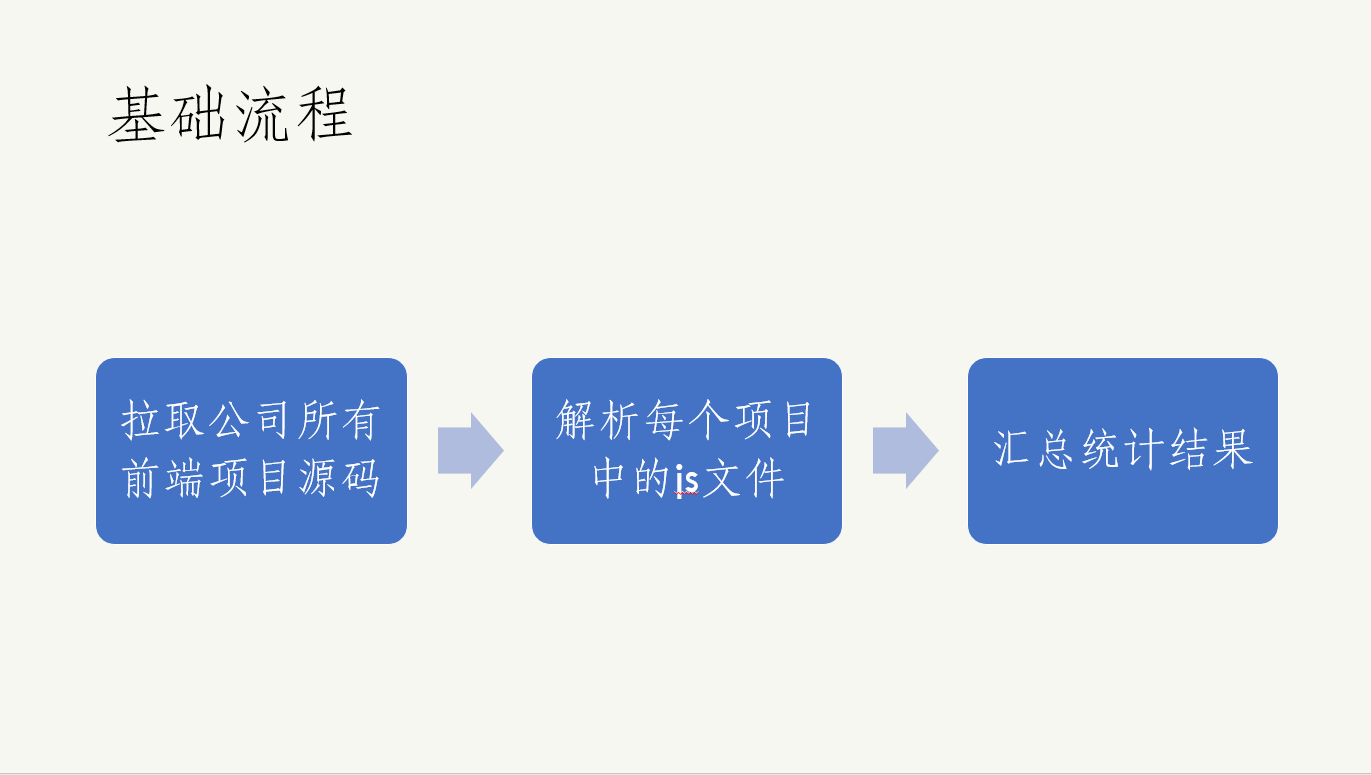 基础流程
拉取公司所有
前端项目源码
解析每个项目
中的js文件
汇总统计结果